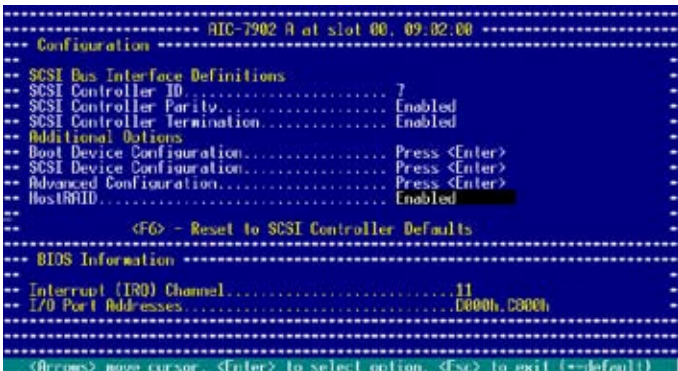 AIC-7902 A at slot 00, 09:02:00
Configuration
SCSI Bus Interface Definitions
SCSI Controller ID........................ 7
SCSI Controller Parity.................... Enabled
SCSI Controller Termination............... Enabled
Additional Options
Boot Device Configuration................. Press <Enter>
SCSI Device Configuration................. Press <Enter>
Advanced Configuration.................... Press <Enter>
HostRAID.................................. Enabled
<F6> - Reset to SCSI Controller Defaults
BIOS Information
Interrupt (IRQ) Channel...........................11
I/O Port Addresses................................D000h, C800h
<Arrows> move cursor, <Enter> to select option, <Esc> to exit (*=default)